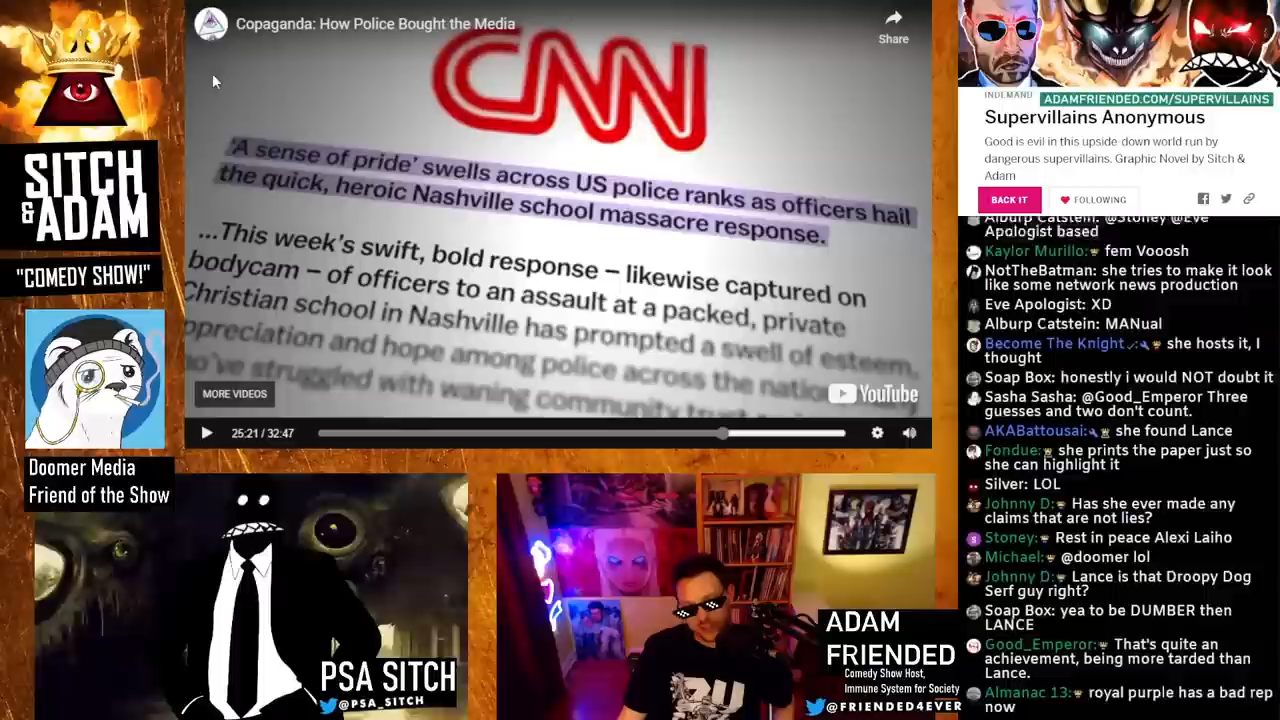 Copaganda: How Police Bought the Media
Share
CNN
'A sense of pride' swells across US police ranks as officers hail
the quick, heroic Nashville school massacre response.
...This week's swift, bold response – likewise captured on
bodycam – of officers to an assault at a packed, private
Christian school in Nashville has prompted a swell of esteem,
appreciation and hope among police across the nation
who've struggled with waning community trust
MORE VIDEOS
YouTube
25:21 / 32:47
SITCH
& ADAM
"COMEDY SHOW!"
Doomer Media
Friend of the Show
PSA SITCH
@PSA_SITCH
ADAM
FRIENDED
Comedy Show Host,
Immune System for Society
@FRIENDED4EVER
INDEMAND
ADAMFRIENDED.COM/SUPERVILLAINS
Supervillains Anonymous
Good is evil in this upside down world run by
dangerous supervillains. Graphic Novel by Sitch &
Adam
BACK IT
FOLLOWING
Alburp Catstein: @Stoney @Eve
Apologist based
Kaylor Murillo: fem Vooosh
NotTheBatman: she tries to make it look
like some network news production
Eve Apologist: XD
Alburp Catstein: MANual
Become The Knight: she hosts it, I
thought
Soap Box: honestly i would NOT doubt it
Sasha Sasha: @Good_Emperor Three
guesses and two don't count.
AKABattousai: she found Lance
Fondue: she prints the paper just so
she can highlight it
Silver: LOL
Johnny D: Has she ever made any
claims that are not lies?
Stoney: Rest in peace Alexi Laiho
Michael: @doomer lol
Johnny D: Lance is that Droopy Dog
Serf guy right?
Soap Box: yea to be DUMBER then
LANCE
Good_Emperor: That's quite an
achievement, being more tarded than
Lance.
Almanac 13: royal purple has a bad rep
now